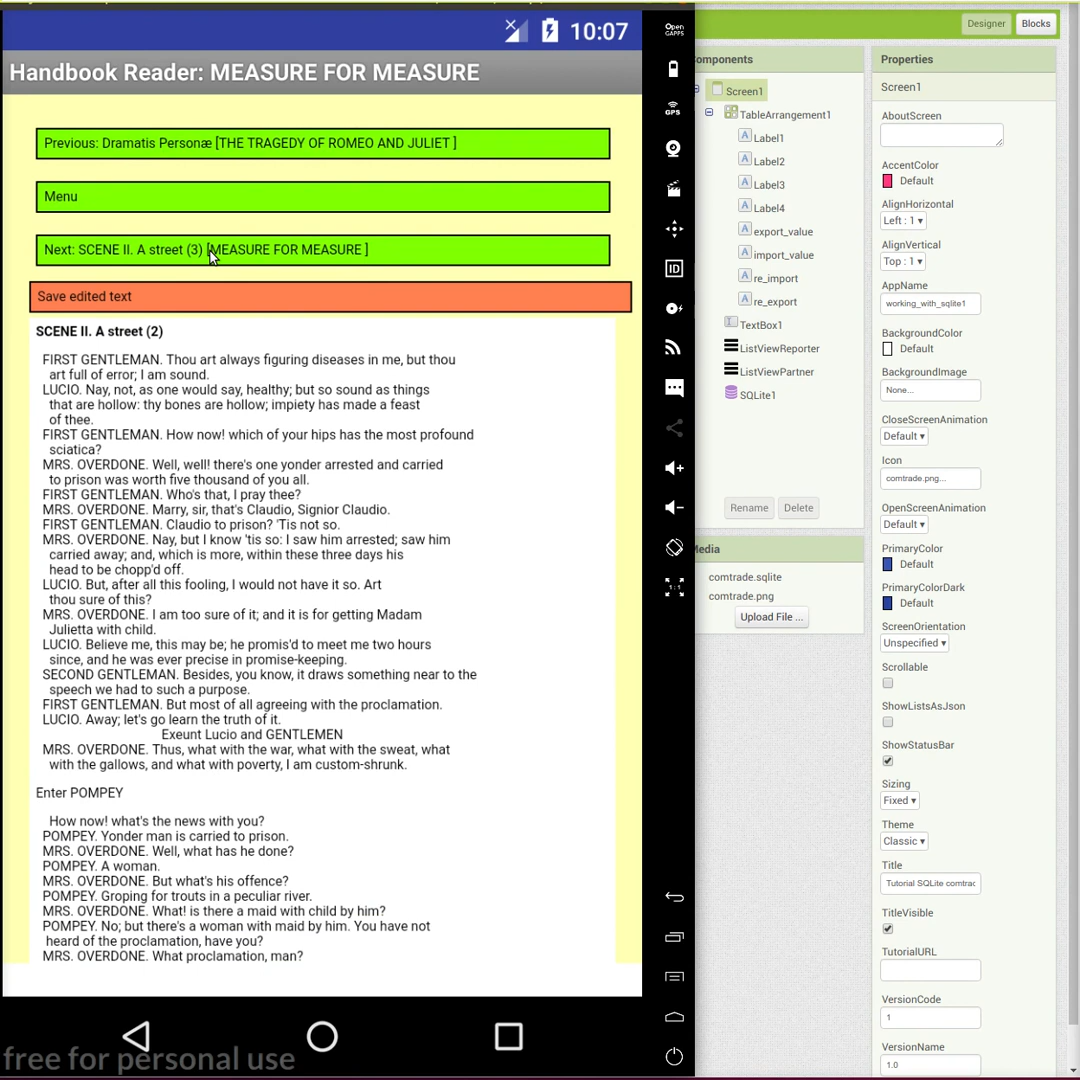 10:07
Handbook Reader: MEASURE FOR MEASURE
Previous: Dramatis Personæ [THE TRAGEDY OF ROMEO AND JULIET ]
Menu
Next: SCENE II. A street (3) [MEASURE FOR MEASURE ]
Save edited text
SCENE II. A street (2)
FIRST GENTLEMAN. Thou art always figuring diseases in me, but thou
art full of error; I am sound.
LUCIO. Nay, not, as one would say, healthy; but so sound as things
that are hollow: thy bones are hollow; impiety has made a feast
of thee.
FIRST GENTLEMAN. How now! which of your hips has the most profound
sciatica?
MRS. OVERDONE. Well, well! there's one yonder arrested and carried
to prison was worth five thousand of you all.
FIRST GENTLEMAN. Who's that, I pray thee?
MRS. OVERDONE. Marry, sir, that's Claudio, Signior Claudio.
FIRST GENTLEMAN. Claudio to prison? 'Tis not so.
MRS. OVERDONE. Nay, but I know 'tis so: I saw him arrested; saw him
carried away; and, which is more, within these three days his
head to be chopp'd off.
LUCIO. But, after all this fooling, I would not have it so. Art
thou sure of this?
MRS. OVERDONE. I am too sure of it; and it is for getting Madam
Julietta with child.
LUCIO. Believe me, this may be; he promis'd to meet me two hours
since, and he was ever precise in promise-keeping.
SECOND GENTLEMAN. Besides, you know, it draws something near to the
speech we had to such a purpose.
FIRST GENTLEMAN. But most of all agreeing with the proclamation.
LUCIO. Away; let's go learn the truth of it.
Exeunt Lucio and GENTLEMEN
MRS. OVERDONE. Thus, what with the war, what with the sweat, what
with the gallows, and what with poverty, I am custom-shrunk.
Enter POMPEY
How now! what's the news with you?
POMPEY. Yonder man is carried to prison.
MRS. OVERDONE. Well, what has he done?
POMPEY. A woman.
MRS. OVERDONE. But what's his offence?
POMPEY. Groping for trouts in a peculiar river.
MRS. OVERDONE. What! is there a maid with child by him?
POMPEY. No; but there's a woman with maid by him. You have not
heard of the proclamation, have you?
MRS. OVERDONE. What proclamation, man?
free for personal use
Open
GAPPS
GPS
ID
1:1
Designer
Blocks
omponents
Screen1
TableArrangement1
A Label1
A Label2
A Label3
A Label4
A export_value
A import_value
A re_import
A re_export
TextBox1
ListViewReporter
ListViewPartner
SQLite1
Rename
Delete
Media
comtrade.sqlite
comtrade.png
Upload File ...
Properties
Screen1
AboutScreen
AccentColor
Default
AlignHorizontal
Left : 1 ▾
AlignVertical
Top : 1 ▾
AppName
working_with_sqlite1
BackgroundColor
Default
BackgroundImage
None...
CloseScreenAnimation
Default ▾
Icon
comtrade.png...
OpenScreenAnimation
Default ▾
PrimaryColor
Default
PrimaryColorDark
Default
ScreenOrientation
Unspecified ▾
Scrollable
ShowListsAsJson
ShowStatusBar
Sizing
Fixed ▾
Theme
Classic ▾
Title
Tutorial SQLite comtrac
TitleVisible
TutorialURL
VersionCode
1
VersionName
1.0